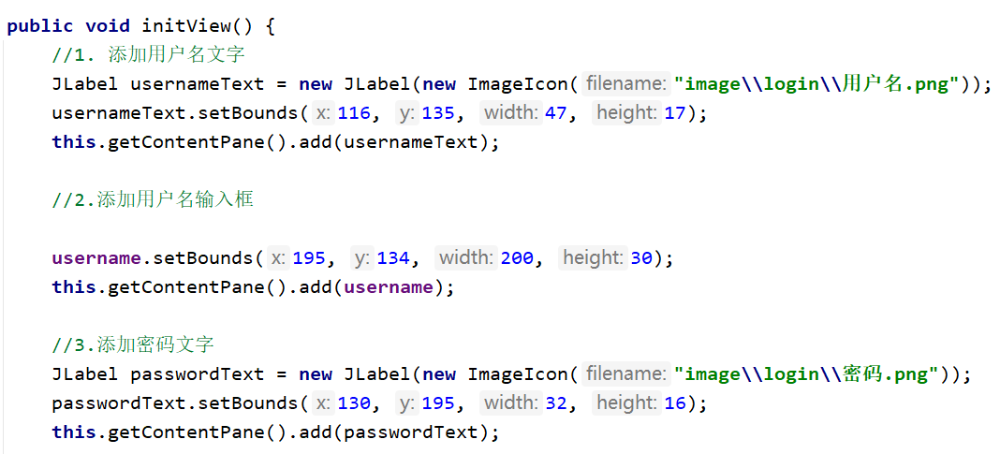 public void initView() {
//1. 添加用户名文字
JLabel usernameText = new JLabel(new ImageIcon( filename: "image\\login\\用户名.png"));
usernameText.setBounds( x: 116, y: 135, width: 47, height: 17);
this.getContentPane().add(usernameText);
//2.添加用户名输入框
username.setBounds( x: 195, y: 134, width: 200, height: 30);
this.getContentPane().add(username);
//3.添加密码文字
JLabel passwordText = new JLabel(new ImageIcon( filename: "image\\login\\密码.png"));
passwordText.setBounds( x: 130, y: 195, width: 32, height: 16);
this.getContentPane().add(passwordText);